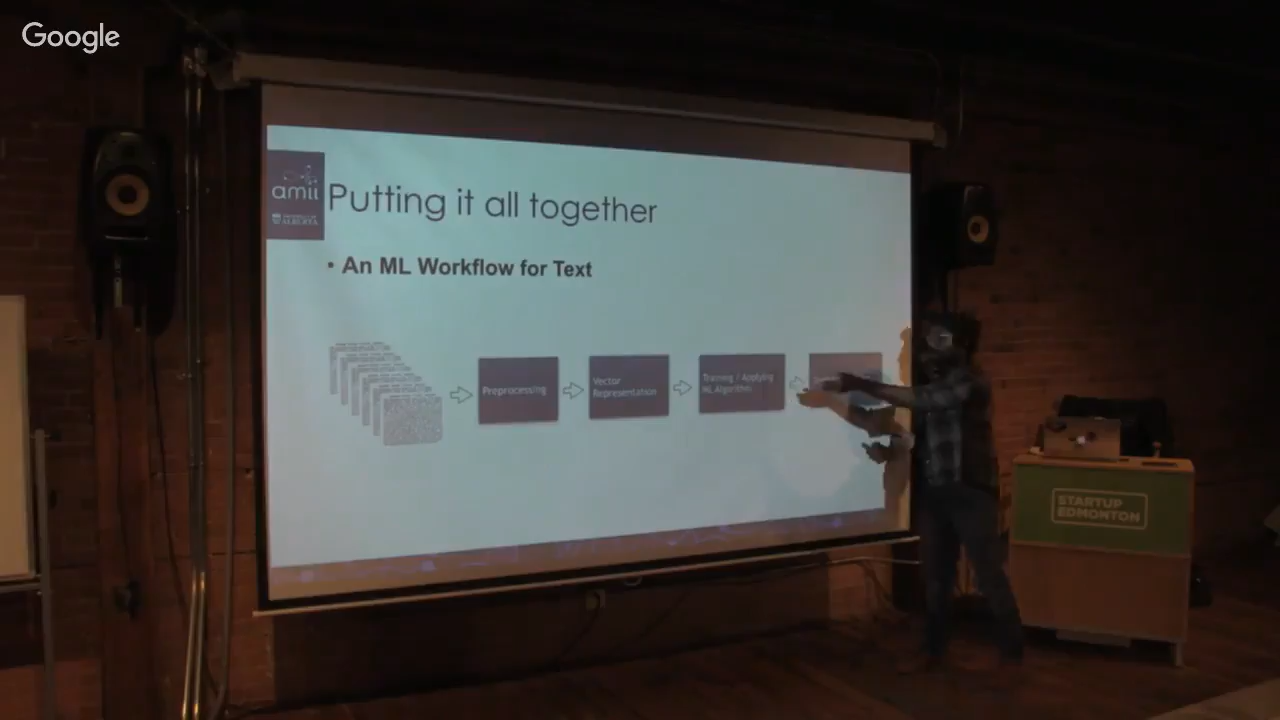 Google
amii
ALBERTA
Putting it all together
• An ML Workflow for Text
Preprocessing
Vector
Representation
Training / Applying
ML Algorithm
STARTUP
EDMONTON